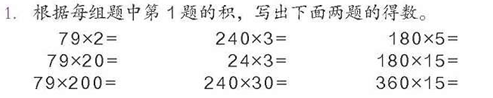 1. 根据每组题中第 1 题的积，写出下面两题的得数。
79×2= 240×3= 180×5=
79×20= 24×3= 180×15=
79×200= 240×30= 360×15=